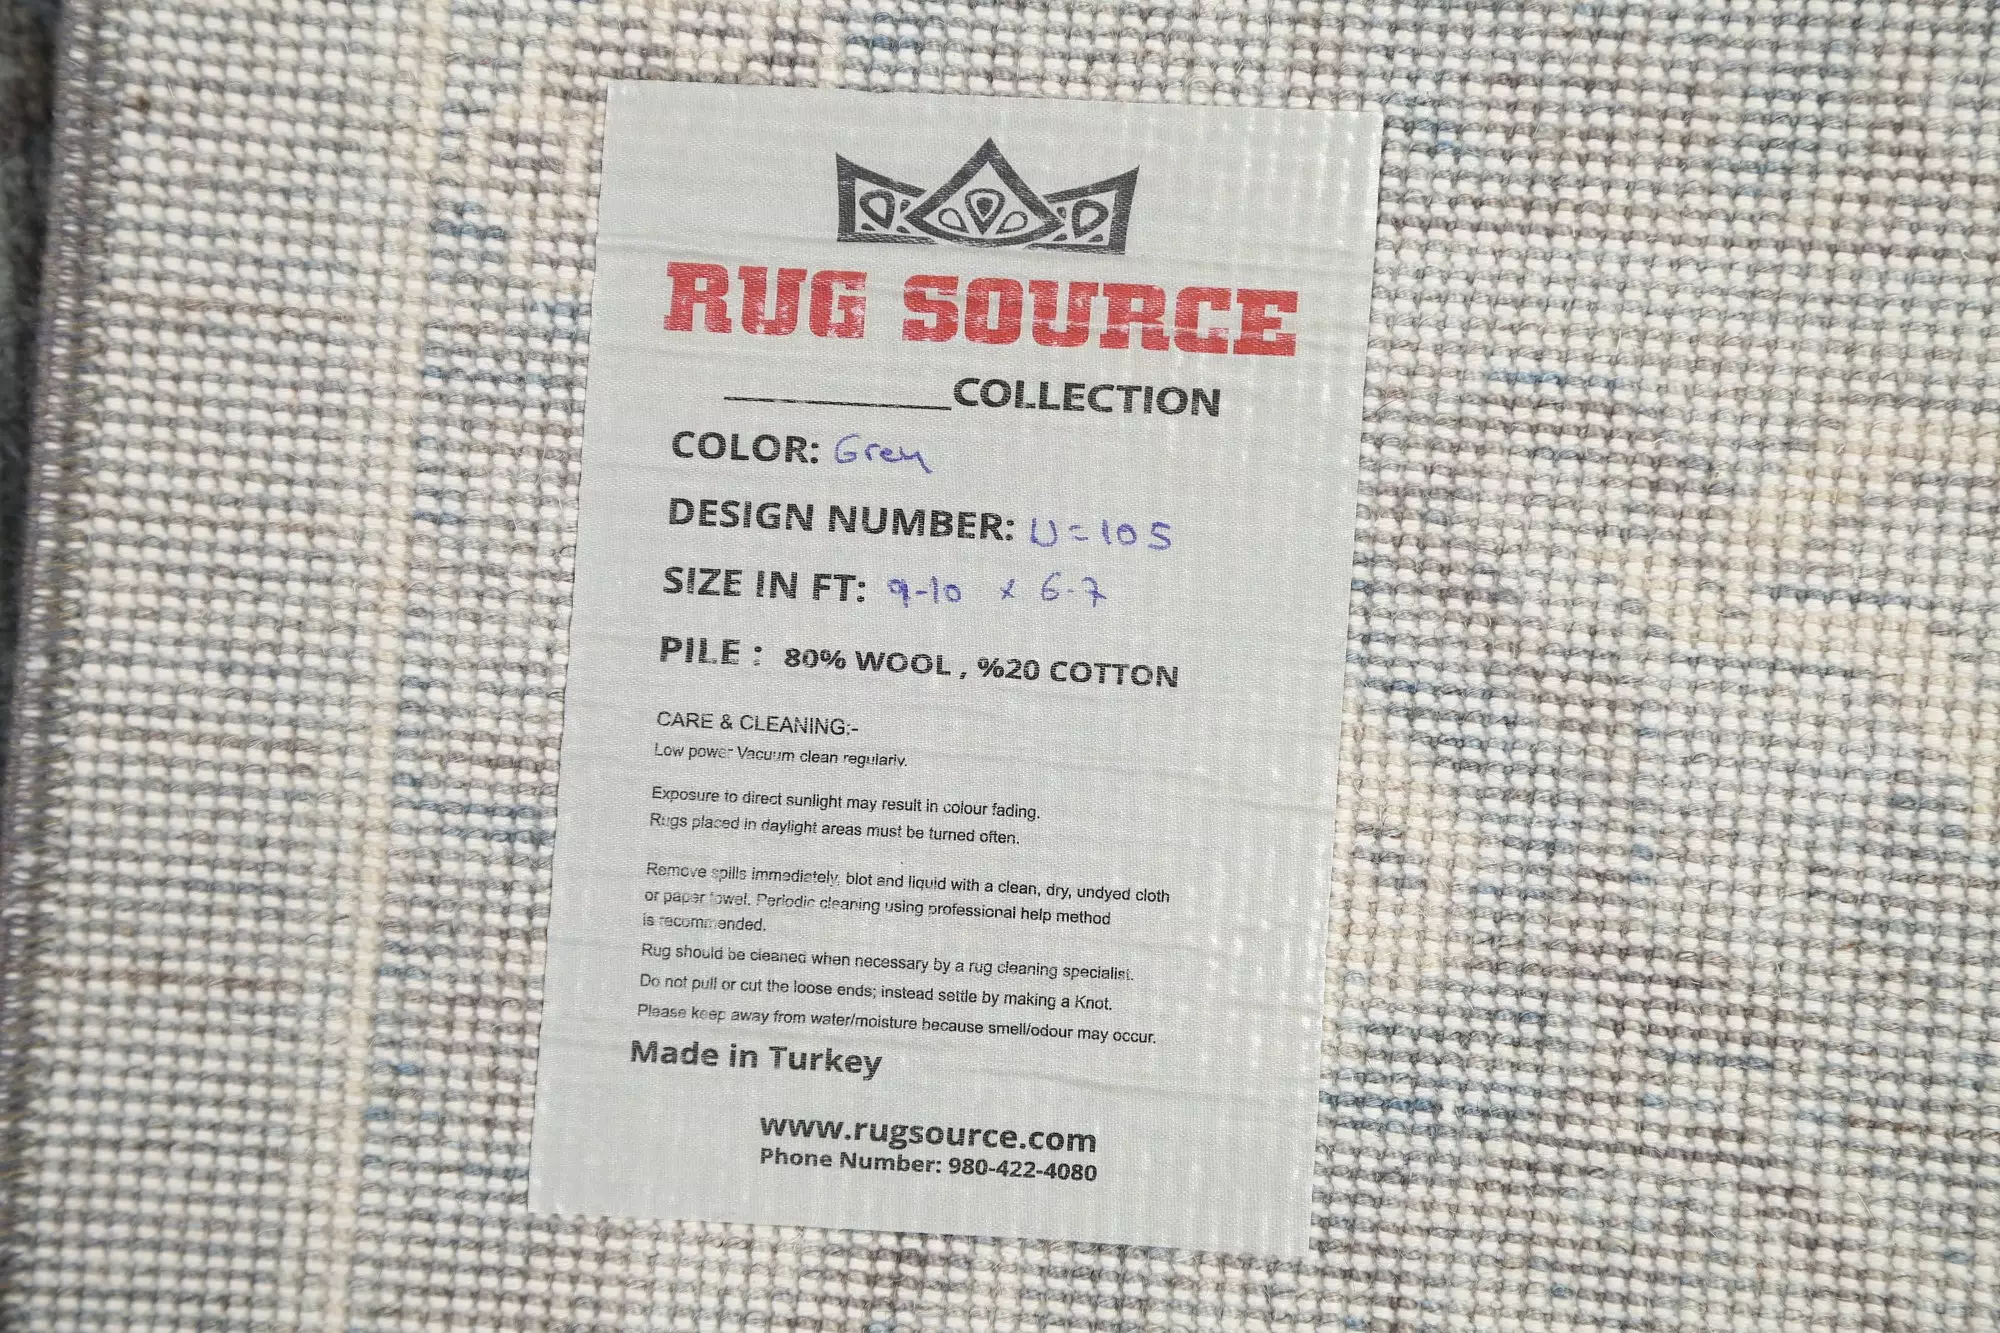 RUG SOURCE
__________COLLECTION
COLOR: Grey
DESIGN NUMBER: U=105
SIZE IN FT: 9-10 x 6-7
PILE : 80% WOOL , %20 COTTON
CARE & CLEANING:-
Low power Vacuum clean regulariv.
Exposure to direct sunlight may result in colour fading.
Rugs placed in daylight areas must be turned often.
Remove spills immediately, blot and liquid with a clean, dry, undyed cloth
or paper towel. Periodic cleaning using professional help method
is recommended.
Rug should be cleaned when necessary by a rug cleaning specialist.
Do not pull or cut the loose ends; instead settle by making a Knot.
Please keep away from water/moisture because smell/odour may occur.
Made in Turkey
www.rugsource.com
Phone Number: 980-422-4080